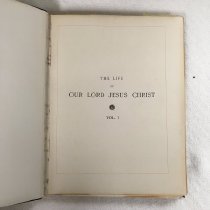 THE LIFE
OF
OUR LORD JESUS CHRIST
VOL. I